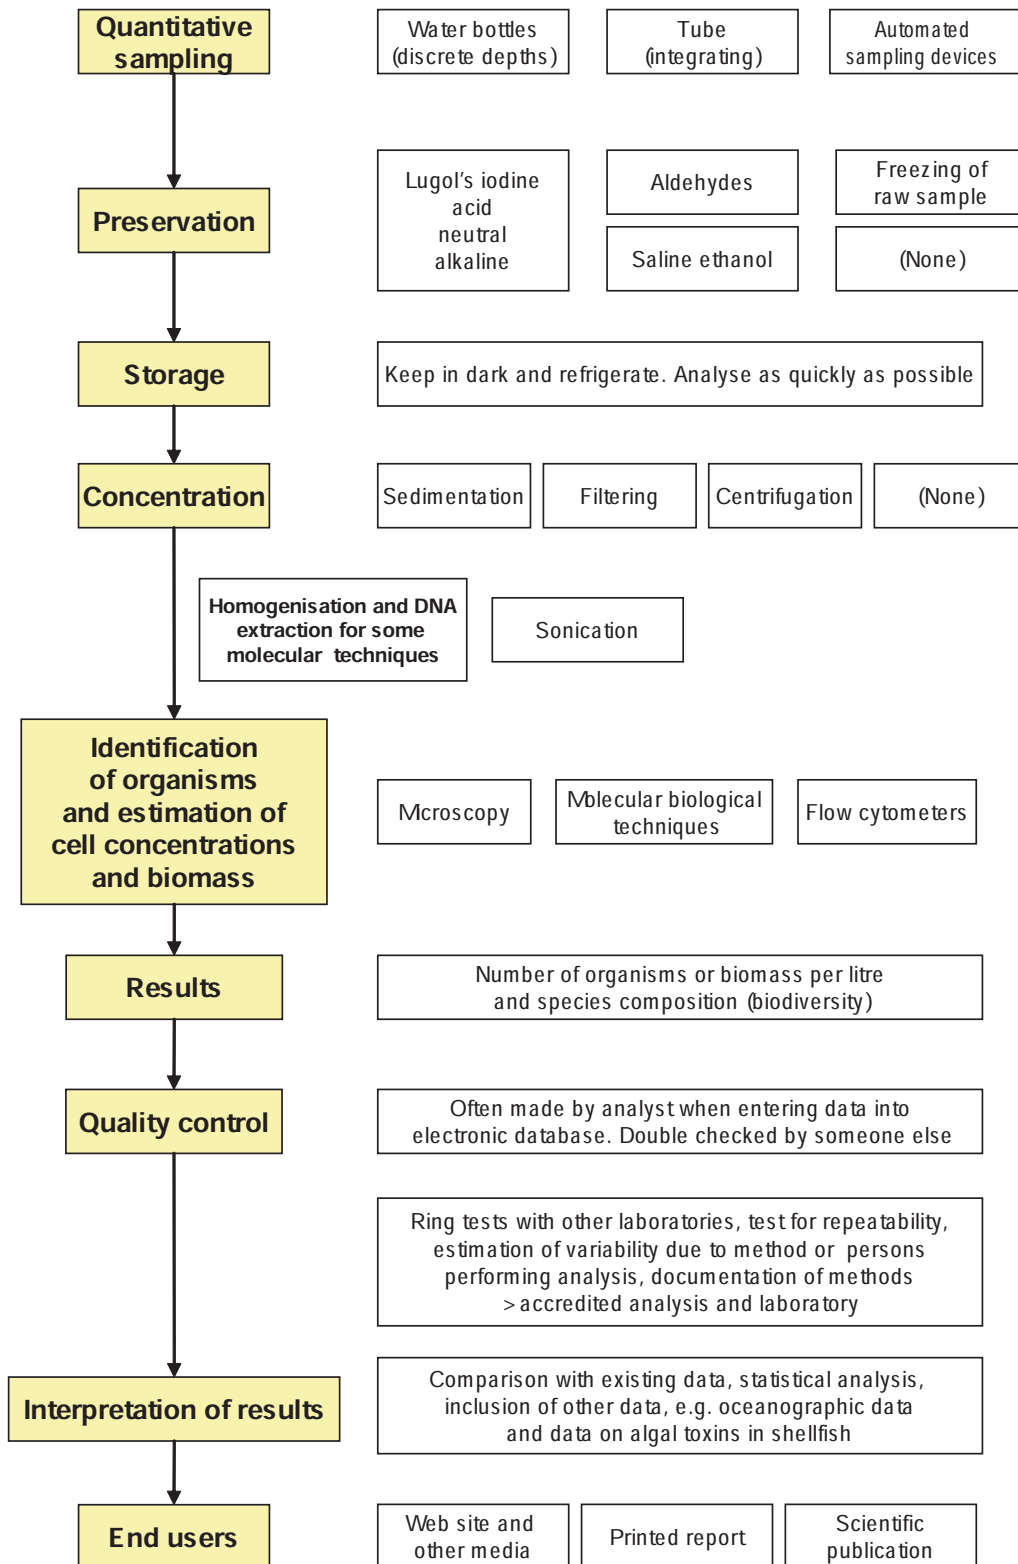 Quantitative
sampling
Water bottles
(discrete depths)
Tube
(integrating)
Automated
sampling devices
Preservation
Lugol's iodine
acid
neutral
alkaline
Aldehydes
Saline ethanol
Freezing of
raw sample
(None)
Storage
Keep in dark and refrigerate. Analyse as quickly as possible
Concentration
Sedimentation
Filtering
Centrifugation
(None)
Homogenisation and DNA
extraction for some
molecular techniques
Sonication
Identification
of organisms
and estimation of
cell concentrations
and biomass
Microscopy
Molecular biological
techniques
Flow cytometers
Results
Number of organisms or biomass per litre
and species composition (biodiversity)
Quality control
Often made by analyst when entering data into
electronic database. Double checked by someone else
Ring tests with other laboratories, test for repeatability,
estimation of variability due to method or persons
performing analysis, documentation of methods
> accredited analysis and laboratory
Interpretation of results
Comparison with existing data, statistical analysis,
inclusion of other data, e.g. oceanographic data
and data on algal toxins in shellfish
End users
Web site and
other media
Printed report
Scientific
publication